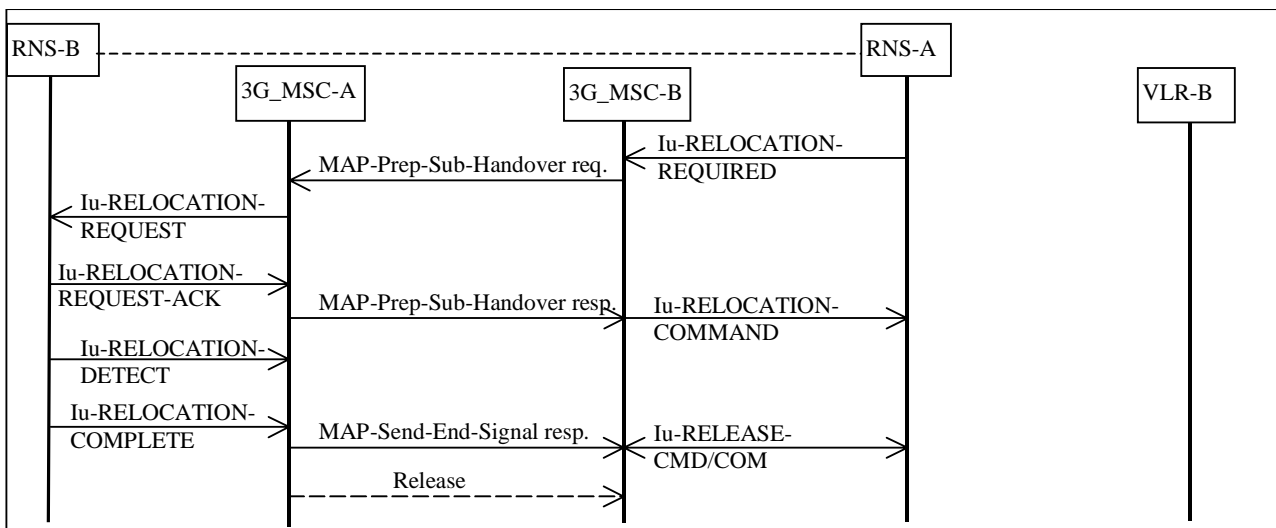 RNS-B
RNS-A
3G_MSC-A
3G_MSC-B
VLR-B
Iu-RELOCATION-
REQUIRED
MAP-Prep-Sub-Handover req.
Iu-RELOCATION-
REQUEST
Iu-RELOCATION-
REQUEST-ACK
MAP-Prep-Sub-Handover resp.
Iu-RELOCATION-
COMMAND
Iu-RELOCATION-
DETECT
Iu-RELOCATION-
COMPLETE
MAP-Send-End-Signal resp.
Iu-RELEASE-
CMD/COM
Release